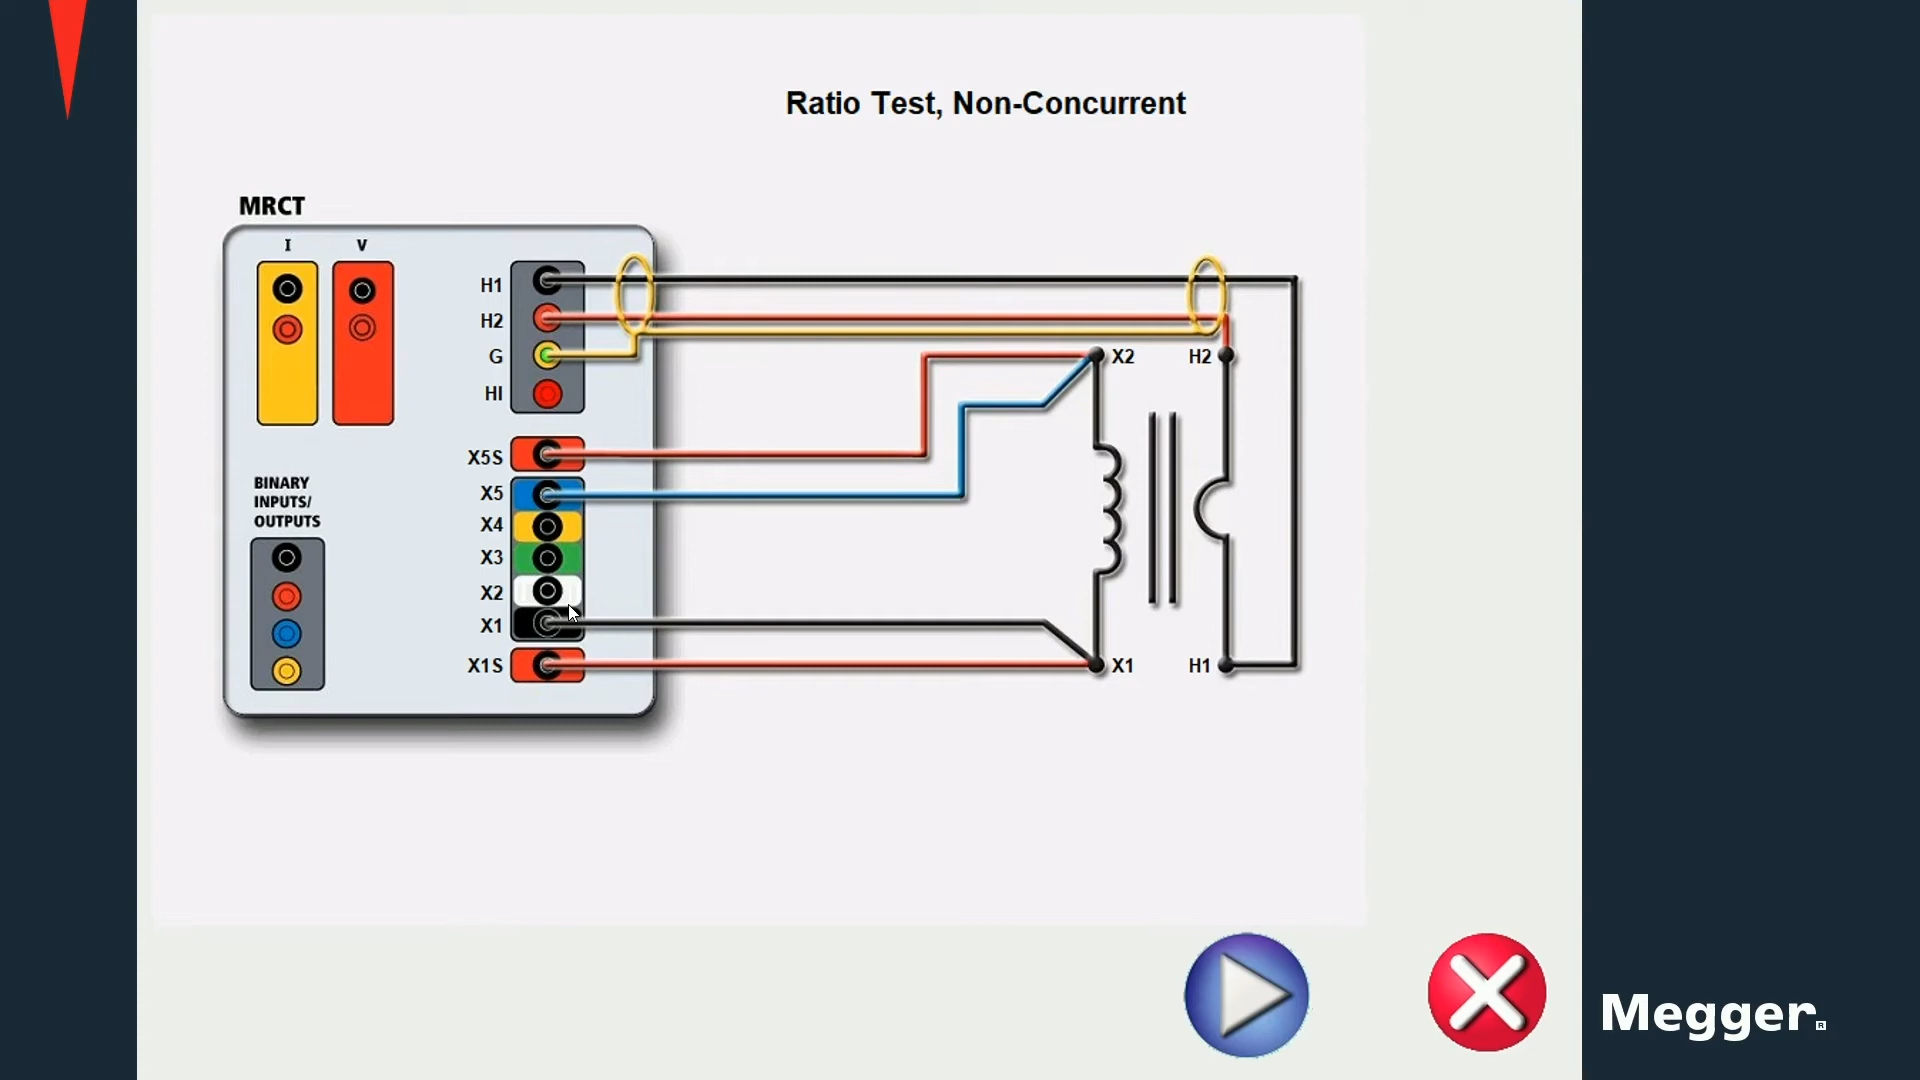 Ratio Test, Non-Concurrent
MRCT
I
V
H1
H2
G
HI
X5S
X5
X4
X3
X2
X1
X1S
BINARY
INPUTS/
OUTPUTS
X2
H2
X1
H1
Megger®